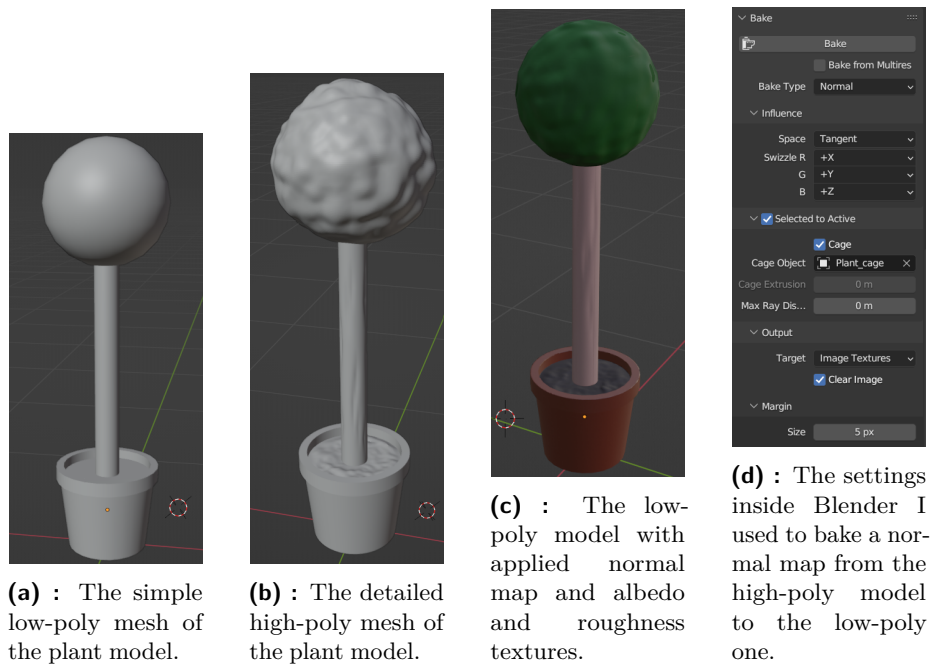 Bake
Bake
Bake from Multires
Bake Type Normal
Influence
Space Tangent
Swizzle R +X
G +Y
B +Z
Selected to Active
Cage
Cage Object Plant_cage
Cage Extrusion 0 m
Max Ray Dis... 0 m
Output
Target Image Textures
Clear Image
Margin
Size 5 px
(a) : The simple
low-poly mesh of
the plant model.
(b) : The detailed
high-poly mesh of
the plant model.
(c) : The low-
poly model with
applied normal
map and albedo
and roughness
textures.
(d) : The settings
inside Blender I
used to bake a nor-
mal map from the
high-poly model
to the low-poly
one.